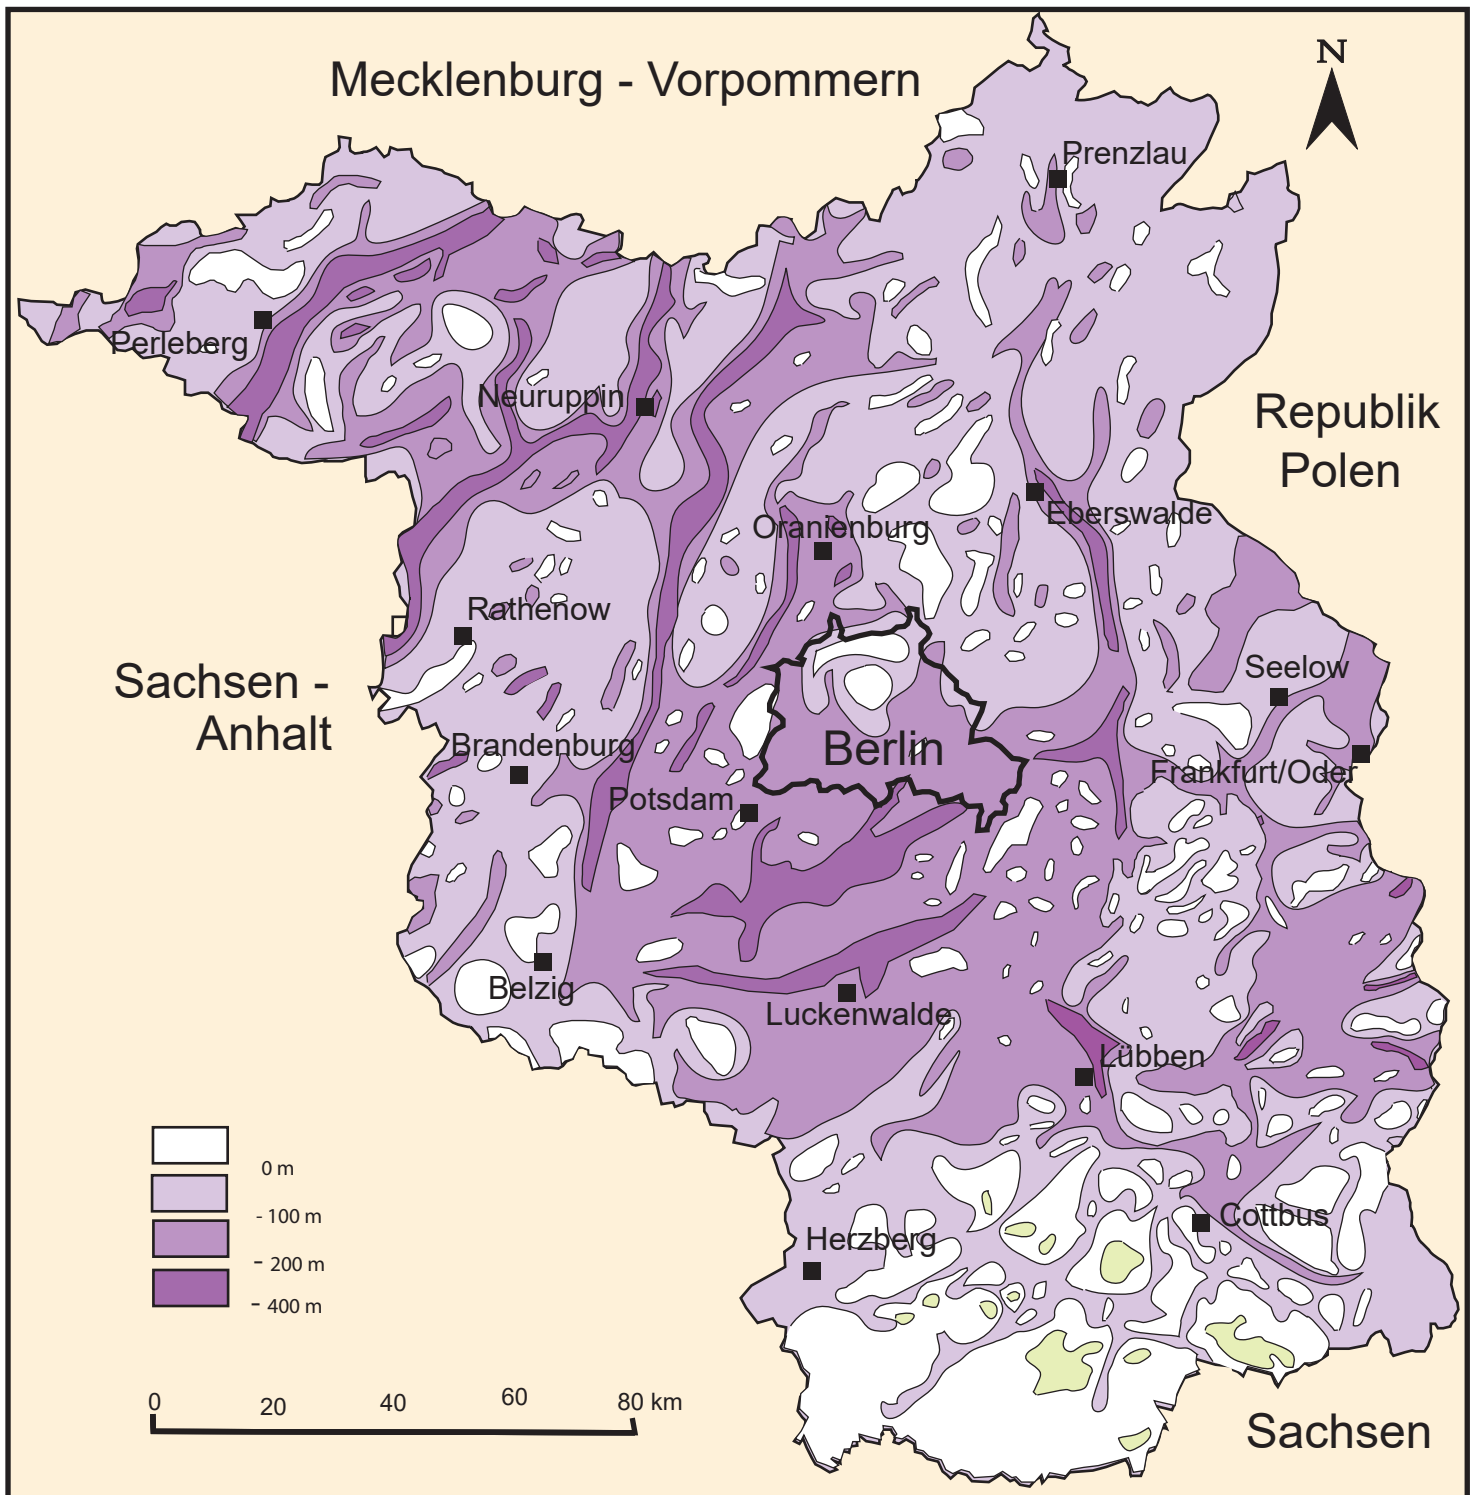 Mecklenburg - Vorpommern
N
Prenzlau
Perleberg
Neuruppin
Republik
Polen
Eberswalde
Oranienburg
Rathenow
Sachsen -
Anhalt
Seelow
Brandenburg
Berlin
Frankfurt/Oder
Potsdam
Belzig
Luckenwalde
Lübben
Cottbus
Herzberg
0 m
- 100 m
- 200 m
- 400 m
0 20 40 60 80 km
Sachsen